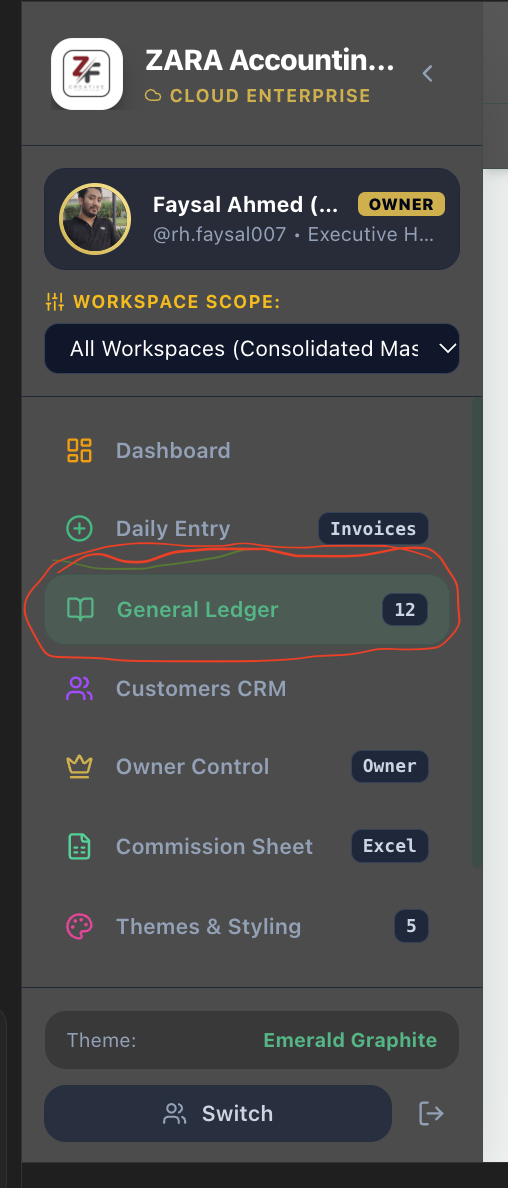 ZF
CREATIVE
ZARA Accountin...
CLOUD ENTERPRISE
Faysal Ahmed (... OWNER
@rh.faysal007 • Executive H...
WORKSPACE SCOPE:
All Workspaces (Consolidated Mas
Dashboard
Daily Entry Invoices
General Ledger 12
Customers CRM
Owner Control Owner
Commission Sheet Excel
Themes & Styling 5
Theme: Emerald Graphite
Switch